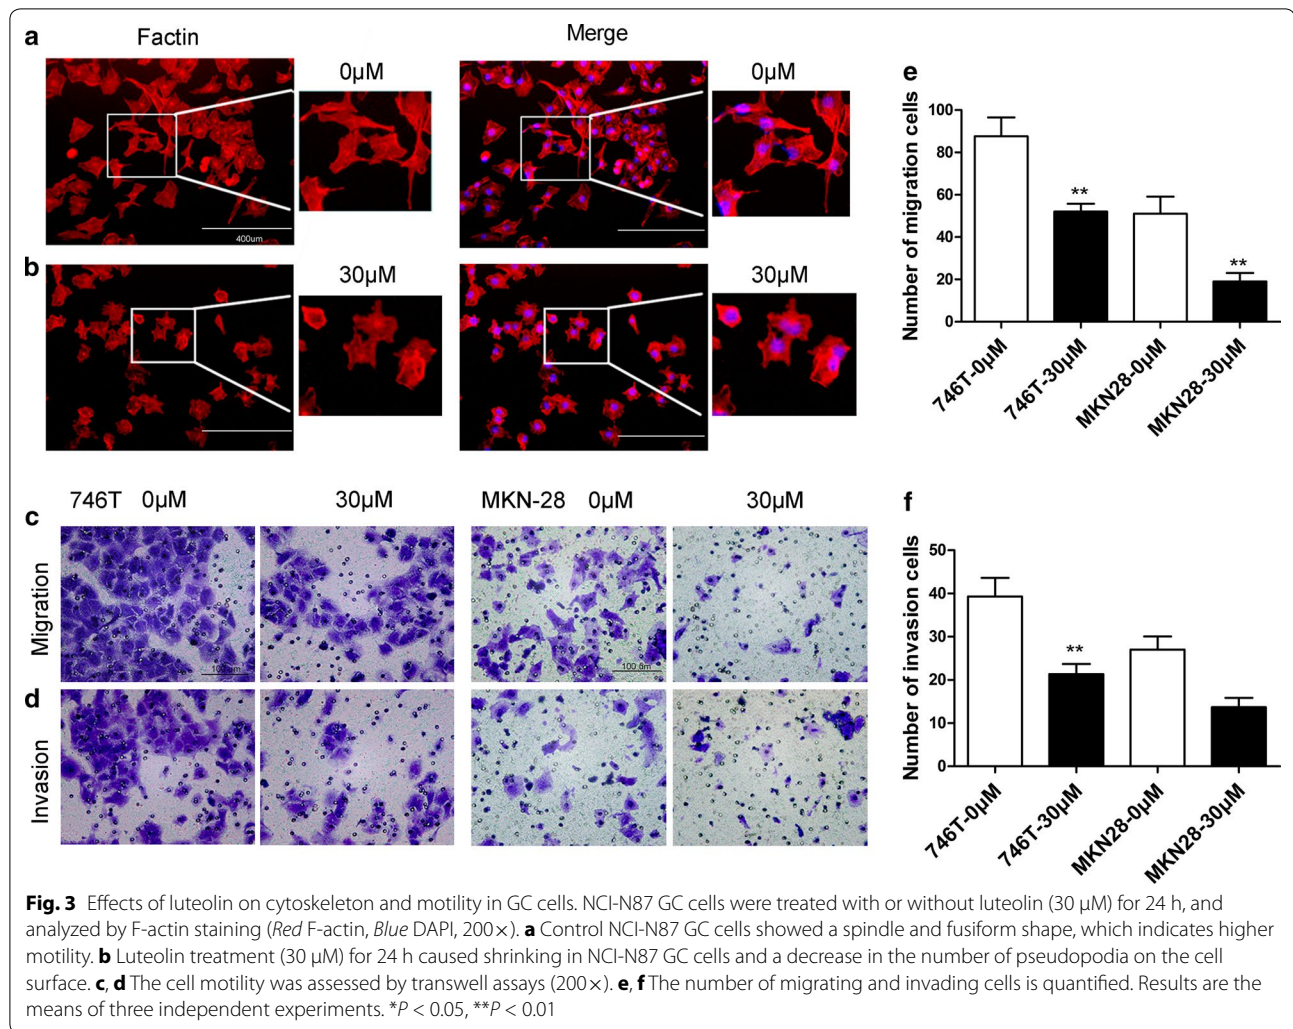 a
Factin
Merge
0µM
0µM
400um
b
30µM
30µM
e
Number of migration cells
100
80
60
40
20
0
**
**
746T-0µM
746T-30µM
MKN28-0µM
MKN28-30µM
c
746T 0µM
30µM
MKN-28 0µM
30µM
Migration
100 um
100 um
d
Invasion
f
Number of invasion cells
50
40
30
20
10
0
**
746T-0µM
746T-30µM
MKN28-0µM
MKN28-30µM
Fig. 3 Effects of luteolin on cytoskeleton and motility in GC cells. NCI-N87 GC cells were treated with or without luteolin (30 µM) for 24 h, and
analyzed by F-actin staining (Red F-actin, Blue DAPI, 200×). a Control NCI-N87 GC cells showed a spindle and fusiform shape, which indicates higher
motility. b Luteolin treatment (30 µM) for 24 h caused shrinking in NCI-N87 GC cells and a decrease in the number of pseudopodia on the cell
surface. c, d The cell motility was assessed by transwell assays (200×). e, f The number of migrating and invading cells is quantified. Results are the
means of three independent experiments. *P < 0.05, **P < 0.01